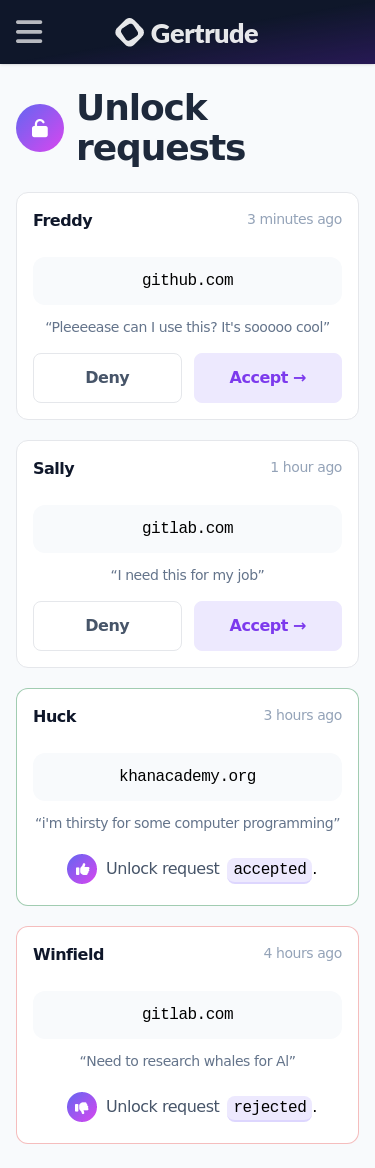 Gertrude
Unlock
requests
Freddy
3 minutes ago
github.com
“Pleeeease can I use this? It's sooooo cool”
Deny
Accept →
Sally
1 hour ago
gitlab.com
“I need this for my job”
Deny
Accept →
Huck
3 hours ago
khanacademy.org
“i'm thirsty for some computer programming”
Unlock request accepted.
Winfield
4 hours ago
gitlab.com
“Need to research whales for Al”
Unlock request rejected.